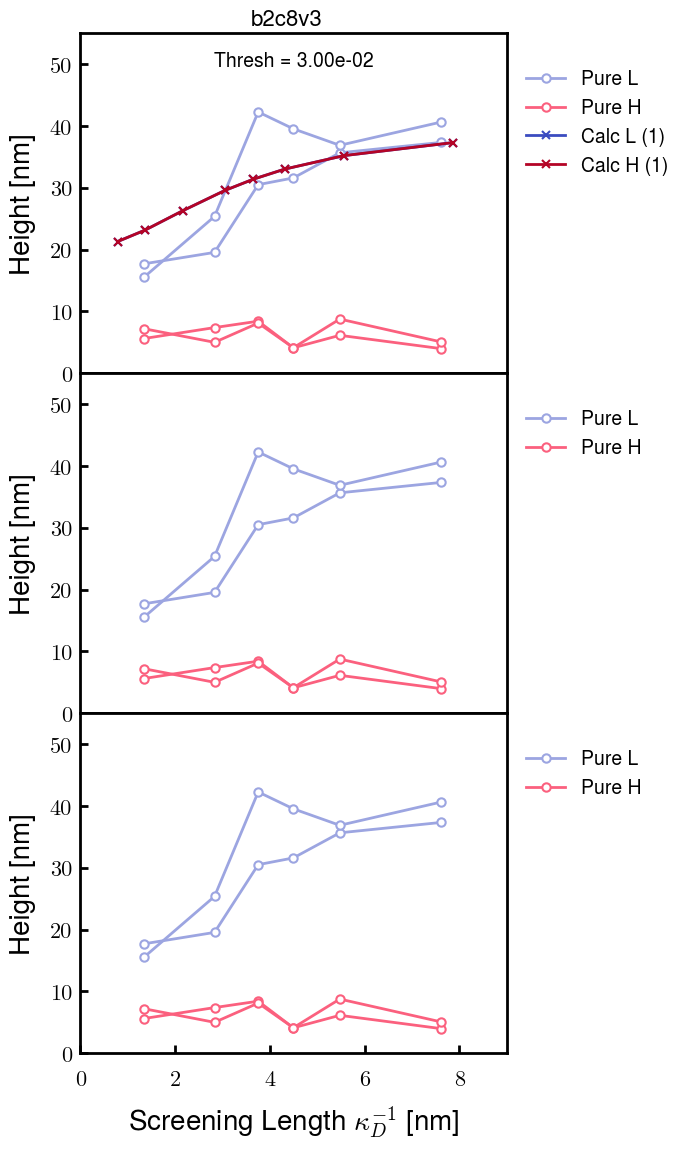 b2c8v3
Thresh = 3.00e-02
50
40
30
20
10
0
Height [nm]
Pure L
Pure H
Calc L (1)
Calc H (1)
50
40
30
20
10
0
Height [nm]
Pure L
Pure H
50
40
30
20
10
0
Height [nm]
Pure L
Pure H
0 2 4 6 8
Screening Length κ_D^{-1} [nm]